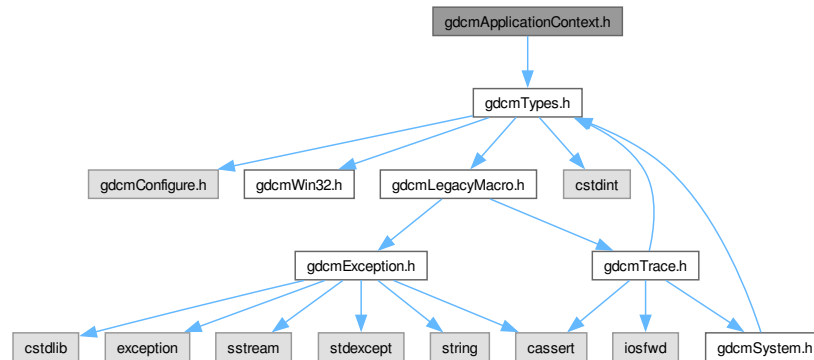 gdcmApplicationContext.h
gdcmTypes.h
gdcmConfigure.h
gdcmWin32.h
gdcmLegacyMacro.h
cstdint
gdcmException.h
gdcmTrace.h
cstdlib
exception
sstream
stdexcept
string
cassert
iosfwd
gdcmSystem.h